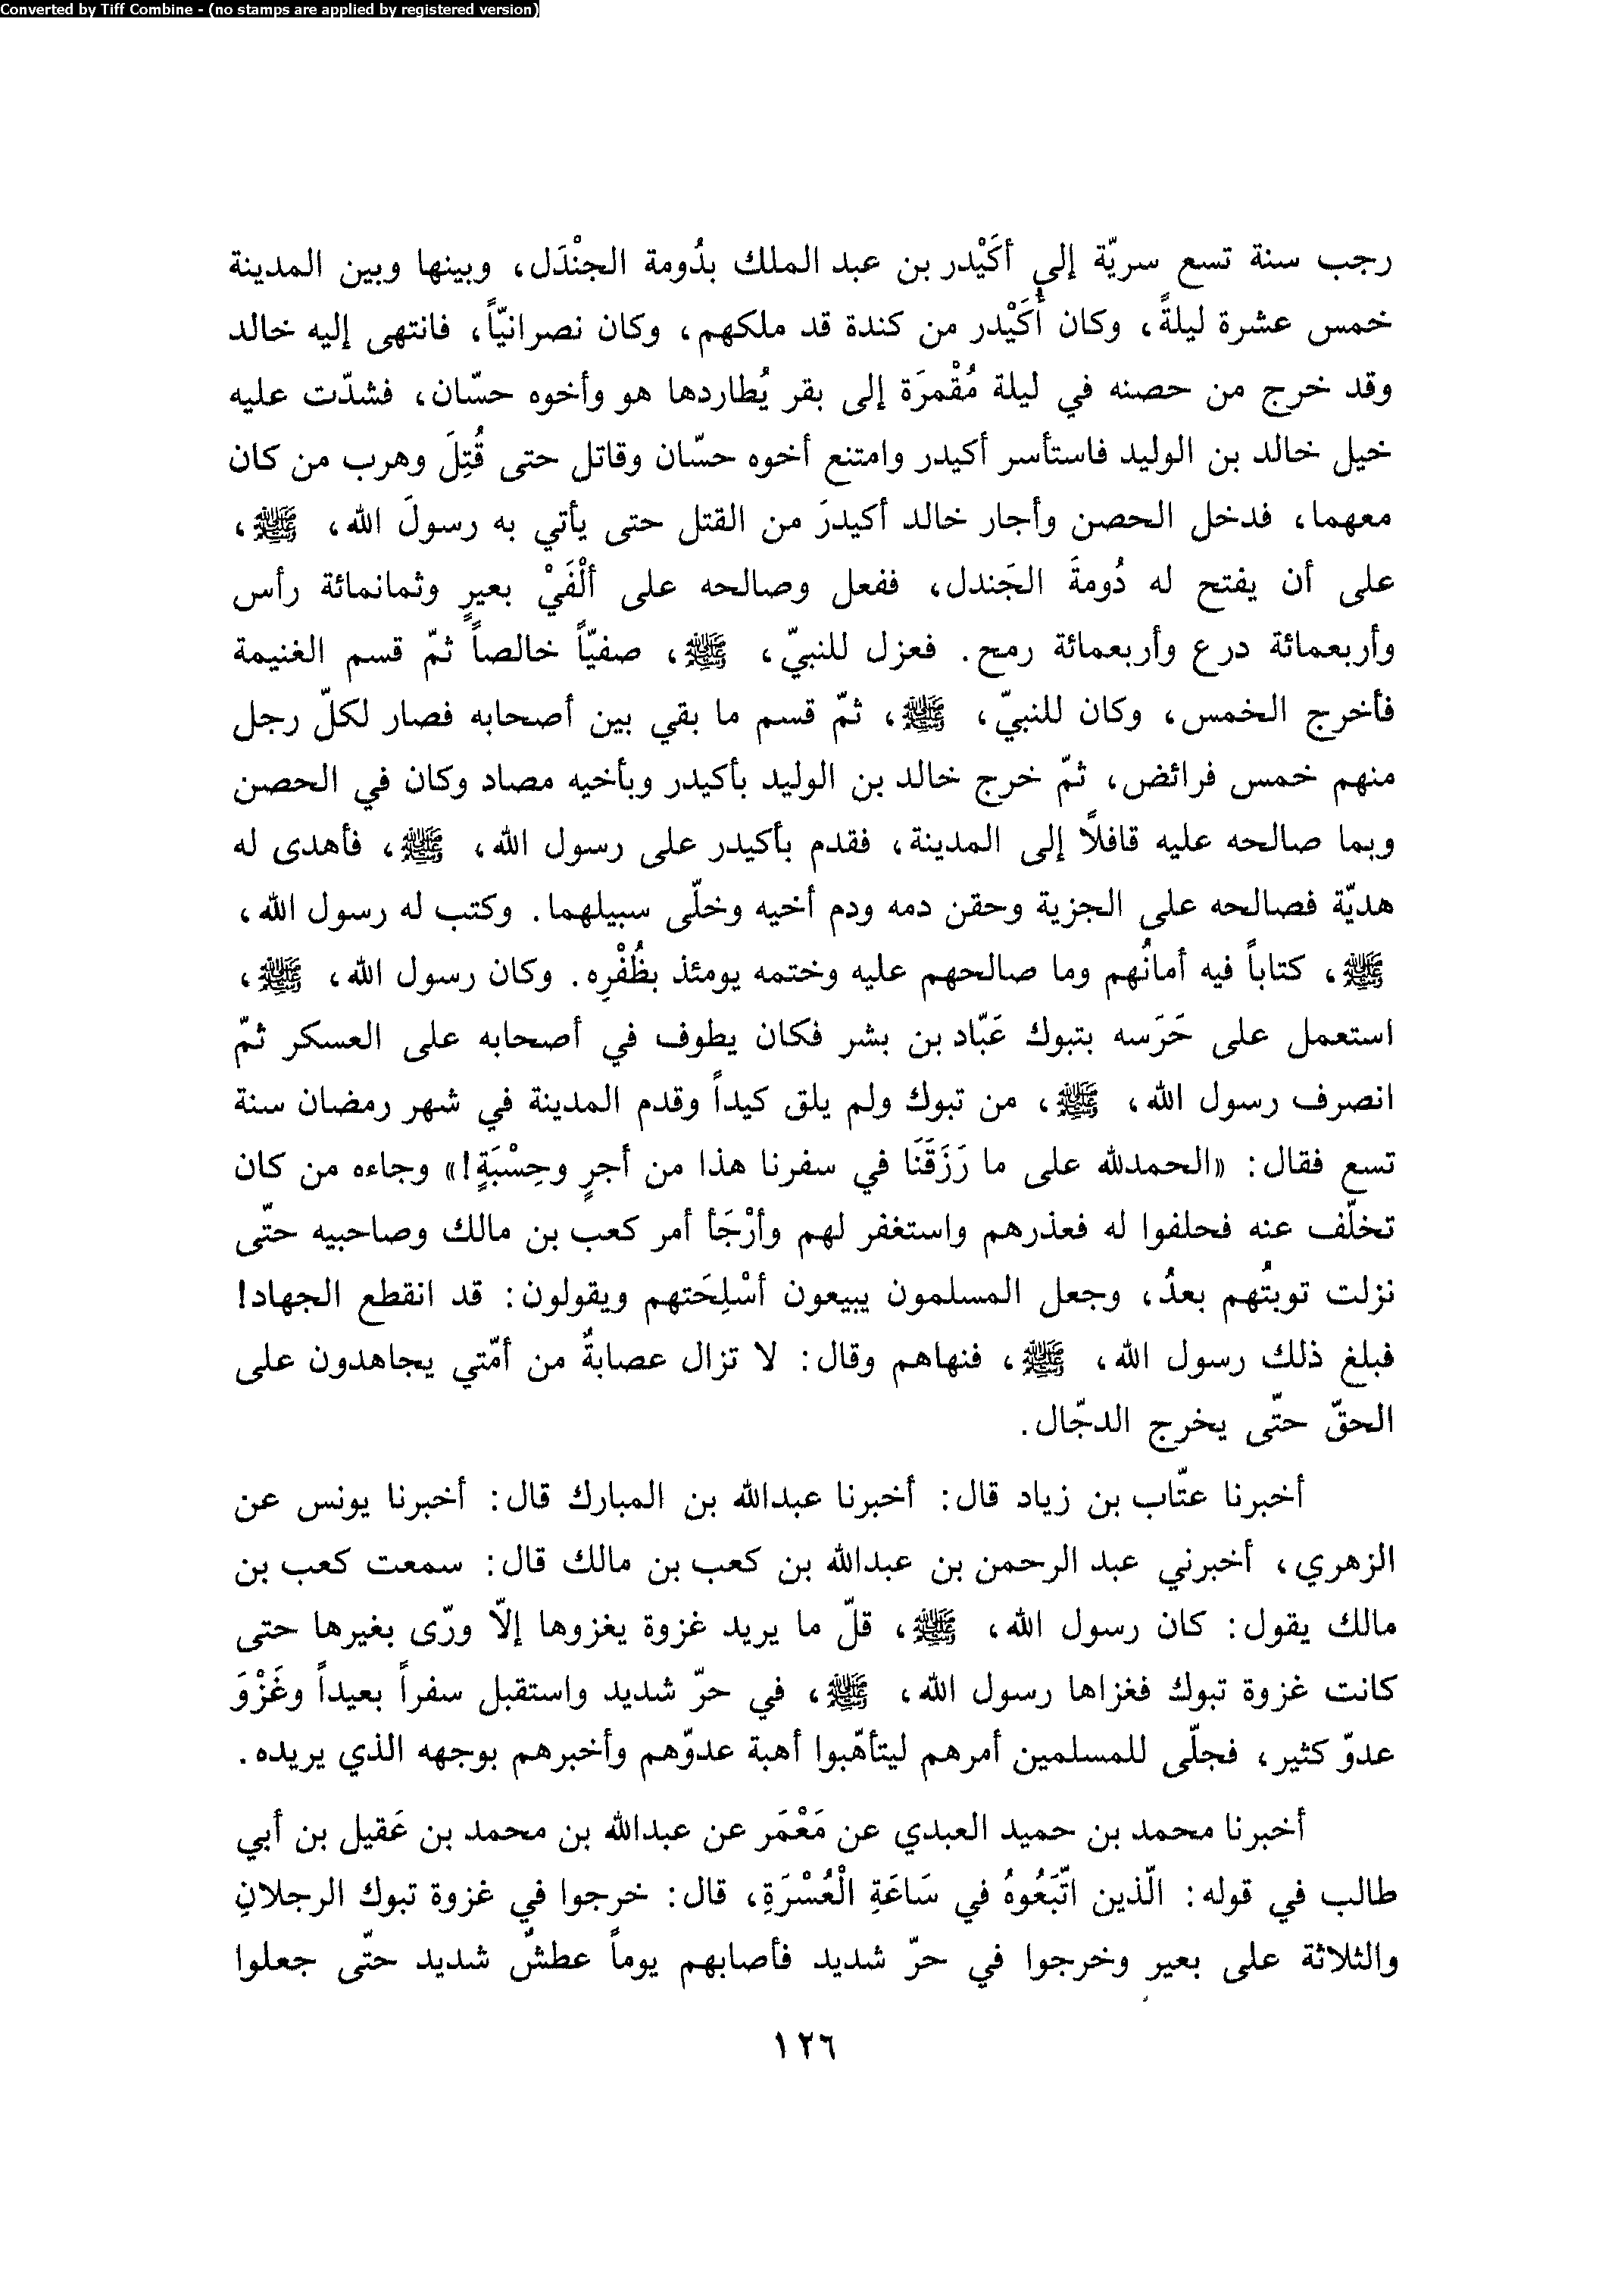 Converted by Tiff Combine - (no stamps are applied by registered version)
رجب سنة تسع سريّة إلى أكَيْدر بن عبد الملك بدُومة الجنْدَل، وبينها وبين المدينة
خمس عشرة ليلةً، وكان أُكَيْدر من كندة قد ملكهم، وكان نصرانيّاً، فانتهى إليه خالد
وقد خرج من حصنه في ليلة مُقْمرَة إلى بقر يُطاردها هو وأخوه حسّان، فشدّت عليه
خيل خالد بن الوليد فاستأسر أكيدر وامتنع أخوه حسّان وقاتل حتى قُتِلَ وهرب من كان
معهما، فدخل الحصن وأجار خالد أكيدرَ من القتل حتى يأتي به رسولَ الله، ﷺ،
على أن يفتح له دُومةَ الجَندل، ففعل وصالحه على ألْفَيْ بعيرٍ وثمانمائة رأس
وأربعمائة درع وأربعمائة رمح. فعزل للنبيّ، ﷺ، صفيّاً خالصاً ثمّ قسم الغنيمة
فأخرج الخمس، وكان للنبيّ، ﷺ، ثمّ قسم ما بقي بين أصحابه فصار لكلّ رجل
منهم خمس فرائض، ثمّ خرج خالد بن الوليد بأكيدر وبأخيه مصاد وكان في الحصن
وبما صالحه عليه قافلًا إلى المدينة، فقدم بأكيدر على رسول الله، ﷺ، فأهدى له
هديّة فصالحه على الجزية وحقن دمه ودم أخيه وخلّى سبيلهما. وكتب له رسول الله،
ﷺ، كتاباً فيه أمانُهم وما صالحهم عليه وختمه يومئذ بظُفْرِه. وكان رسول الله، ﷺ،
استعمل على حَرَسه بتبوك عَبّاد بن بشر فكان يطوف في أصحابه على العسكر ثمّ
انصرف رسول الله، ﷺ، من تبوك ولم يلق كيداً وقدم المدينة في شهر رمضان سنة
تسع فقال: «الحمدلله على ما رَزَقَنَا في سفرنا هذا من أجرٍ وحِسْبَةٍ!» وجاءه من كان
تخلّف عنه فحلفوا له فعذرهم واستغفر لهم وأرْجَأ أمر كعب بن مالك وصاحبيه حتّى
نزلت توبتُهم بعدُ، وجعل المسلمون يبيعون أسْلِحَتهم ويقولون: قد انقطع الجهاد!
فبلغ ذلك رسول الله، ﷺ، فنهاهم وقال: لا تزال عصابةٌ من أمّتي يجاهدون على
الحقّ حتّى يخرج الدجّال.
أخبرنا عتّاب بن زياد قال: أخبرنا عبدالله بن المبارك قال: أخبرنا يونس عن
الزهري، أخبرني عبد الرحمن بن عبدالله بن كعب بن مالك قال: سمعت كعب بن
مالك يقول: كان رسول الله، ﷺ، قلّ ما يريد غزوة يغزوها إلّا ورّى بغيرها حتى
كانت غزوة تبوك فغزاها رسول الله، ﷺ، في حرّ شديد واستقبل سفراً بعيداً وغَزْوَ
عدوّ كثير، فجلّى للمسلمين أمرهم ليتأهّبوا أهبة عدوّهم وأخبرهم بوجهه الذي يريده.
أخبرنا محمد بن حميد العبدي عن مَعْمَر عن عبدالله بن محمد بن عَقيل بن أبي
طالب في قوله: الّذين اتّبَعُوهُ في سَاعَةِ الْعُسْرَةِ، قال: خرجوا في غزوة تبوك الرجلانِ
والثلاثة على بعيرٍ وخرجوا في حرّ شديد فأصابهم يوماً عطشٌ شديد حتّى جعلوا
١٢٦